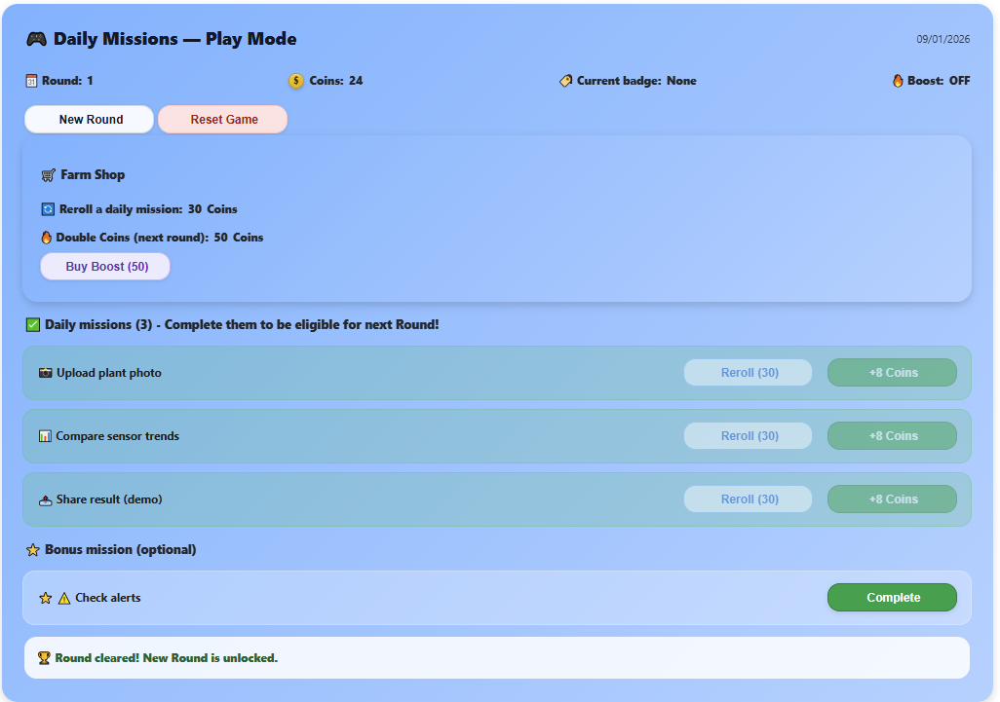 🎮 Daily Missions — Play Mode
09/01/2026
📅 Round: 1
💲 Coins: 24
🏷️ Current badge: None
🔥 Boost: OFF
New Round
Reset Game
🛒 Farm Shop
🔄 Reroll a daily mission: 30 Coins
🔥 Double Coins (next round): 50 Coins
Buy Boost (50)
✅ Daily missions (3) - Complete them to be eligible for next Round!
📸 Upload plant photo
Reroll (30)
+8 Coins
📊 Compare sensor trends
Reroll (30)
+8 Coins
📤 Share result (demo)
Reroll (30)
+8 Coins
⭐ Bonus mission (optional)
⭐ ⚠️ Check alerts
Complete
🏆 Round cleared! New Round is unlocked.